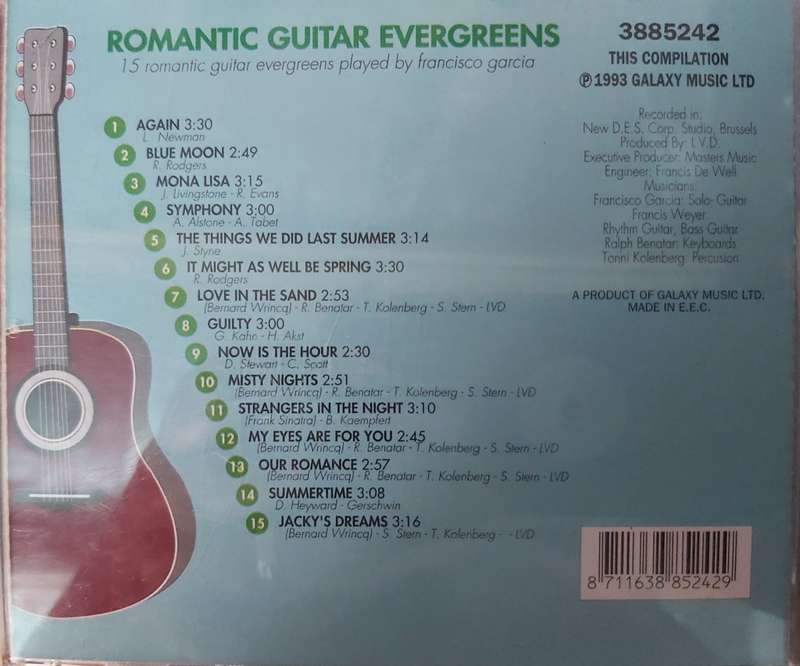 ROMANTIC GUITAR EVERGREENS
15 romantic guitar evergreens played by francisco garcia
1 AGAIN 3:30
L. Newman
2 BLUE MOON 2:49
R. Rodgers
3 MONA LISA 3:15
J. Livingstone - R. Evans
4 SYMPHONY 3:00
A. Alstone - A. Tabet
5 THE THINGS WE DID LAST SUMMER 3:14
J. Styne
6 IT MIGHT AS WELL BE SPRING 3:30
R. Rodgers
7 LOVE IN THE SAND 2:53
(Bernard Wrincq) - R. Benatar - T. Kolenberg - S. Stern - LVD
8 GUILTY 3:00
G. Kahn - H. Akst
9 NOW IS THE HOUR 2:30
D. Stewart - C. Scott
10 MISTY NIGHTS 2:51
(Bernard Wrincq) - R. Benatar - T. Kolenberg - S. Stern - LVD
11 STRANGERS IN THE NIGHT 3:10
(Frank Sinatra) - B. Kaempfert
12 MY EYES ARE FOR YOU 2:45
(Bernard Wrincq) - R. Benatar - T. Kolenberg - S. Stern - LVD
13 OUR ROMANCE 2:57
(Bernard Wrincq) - R. Benatar - T. Kolenberg - S. Stern - LVD
14 SUMMERTIME 3:08
D. Heyward - Gerschwin
15 JACKY'S DREAMS 3:16
(Bernard Wrincq) - S. Stern - T. Kolenberg - - LVD
3885242
THIS COMPILATION
℗ 1993 GALAXY MUSIC LTD
Recorded in:
New D.E.S. Corp. Studio, Brussels
Produced By: I.V.D.
Executive Producer: Masters Music
Engineer: Francis De Well
Musicians:
Francisco Garcia: Solo- Guitar
Francis Weyer:
Rhythm Guitar, Bass Guitar
Ralph Benatar: Keyboards
Tonni Kolenberg: Percusion
A PRODUCT OF GALAXY MUSIC LTD.
MADE IN E.E.C.
8 711638 852429